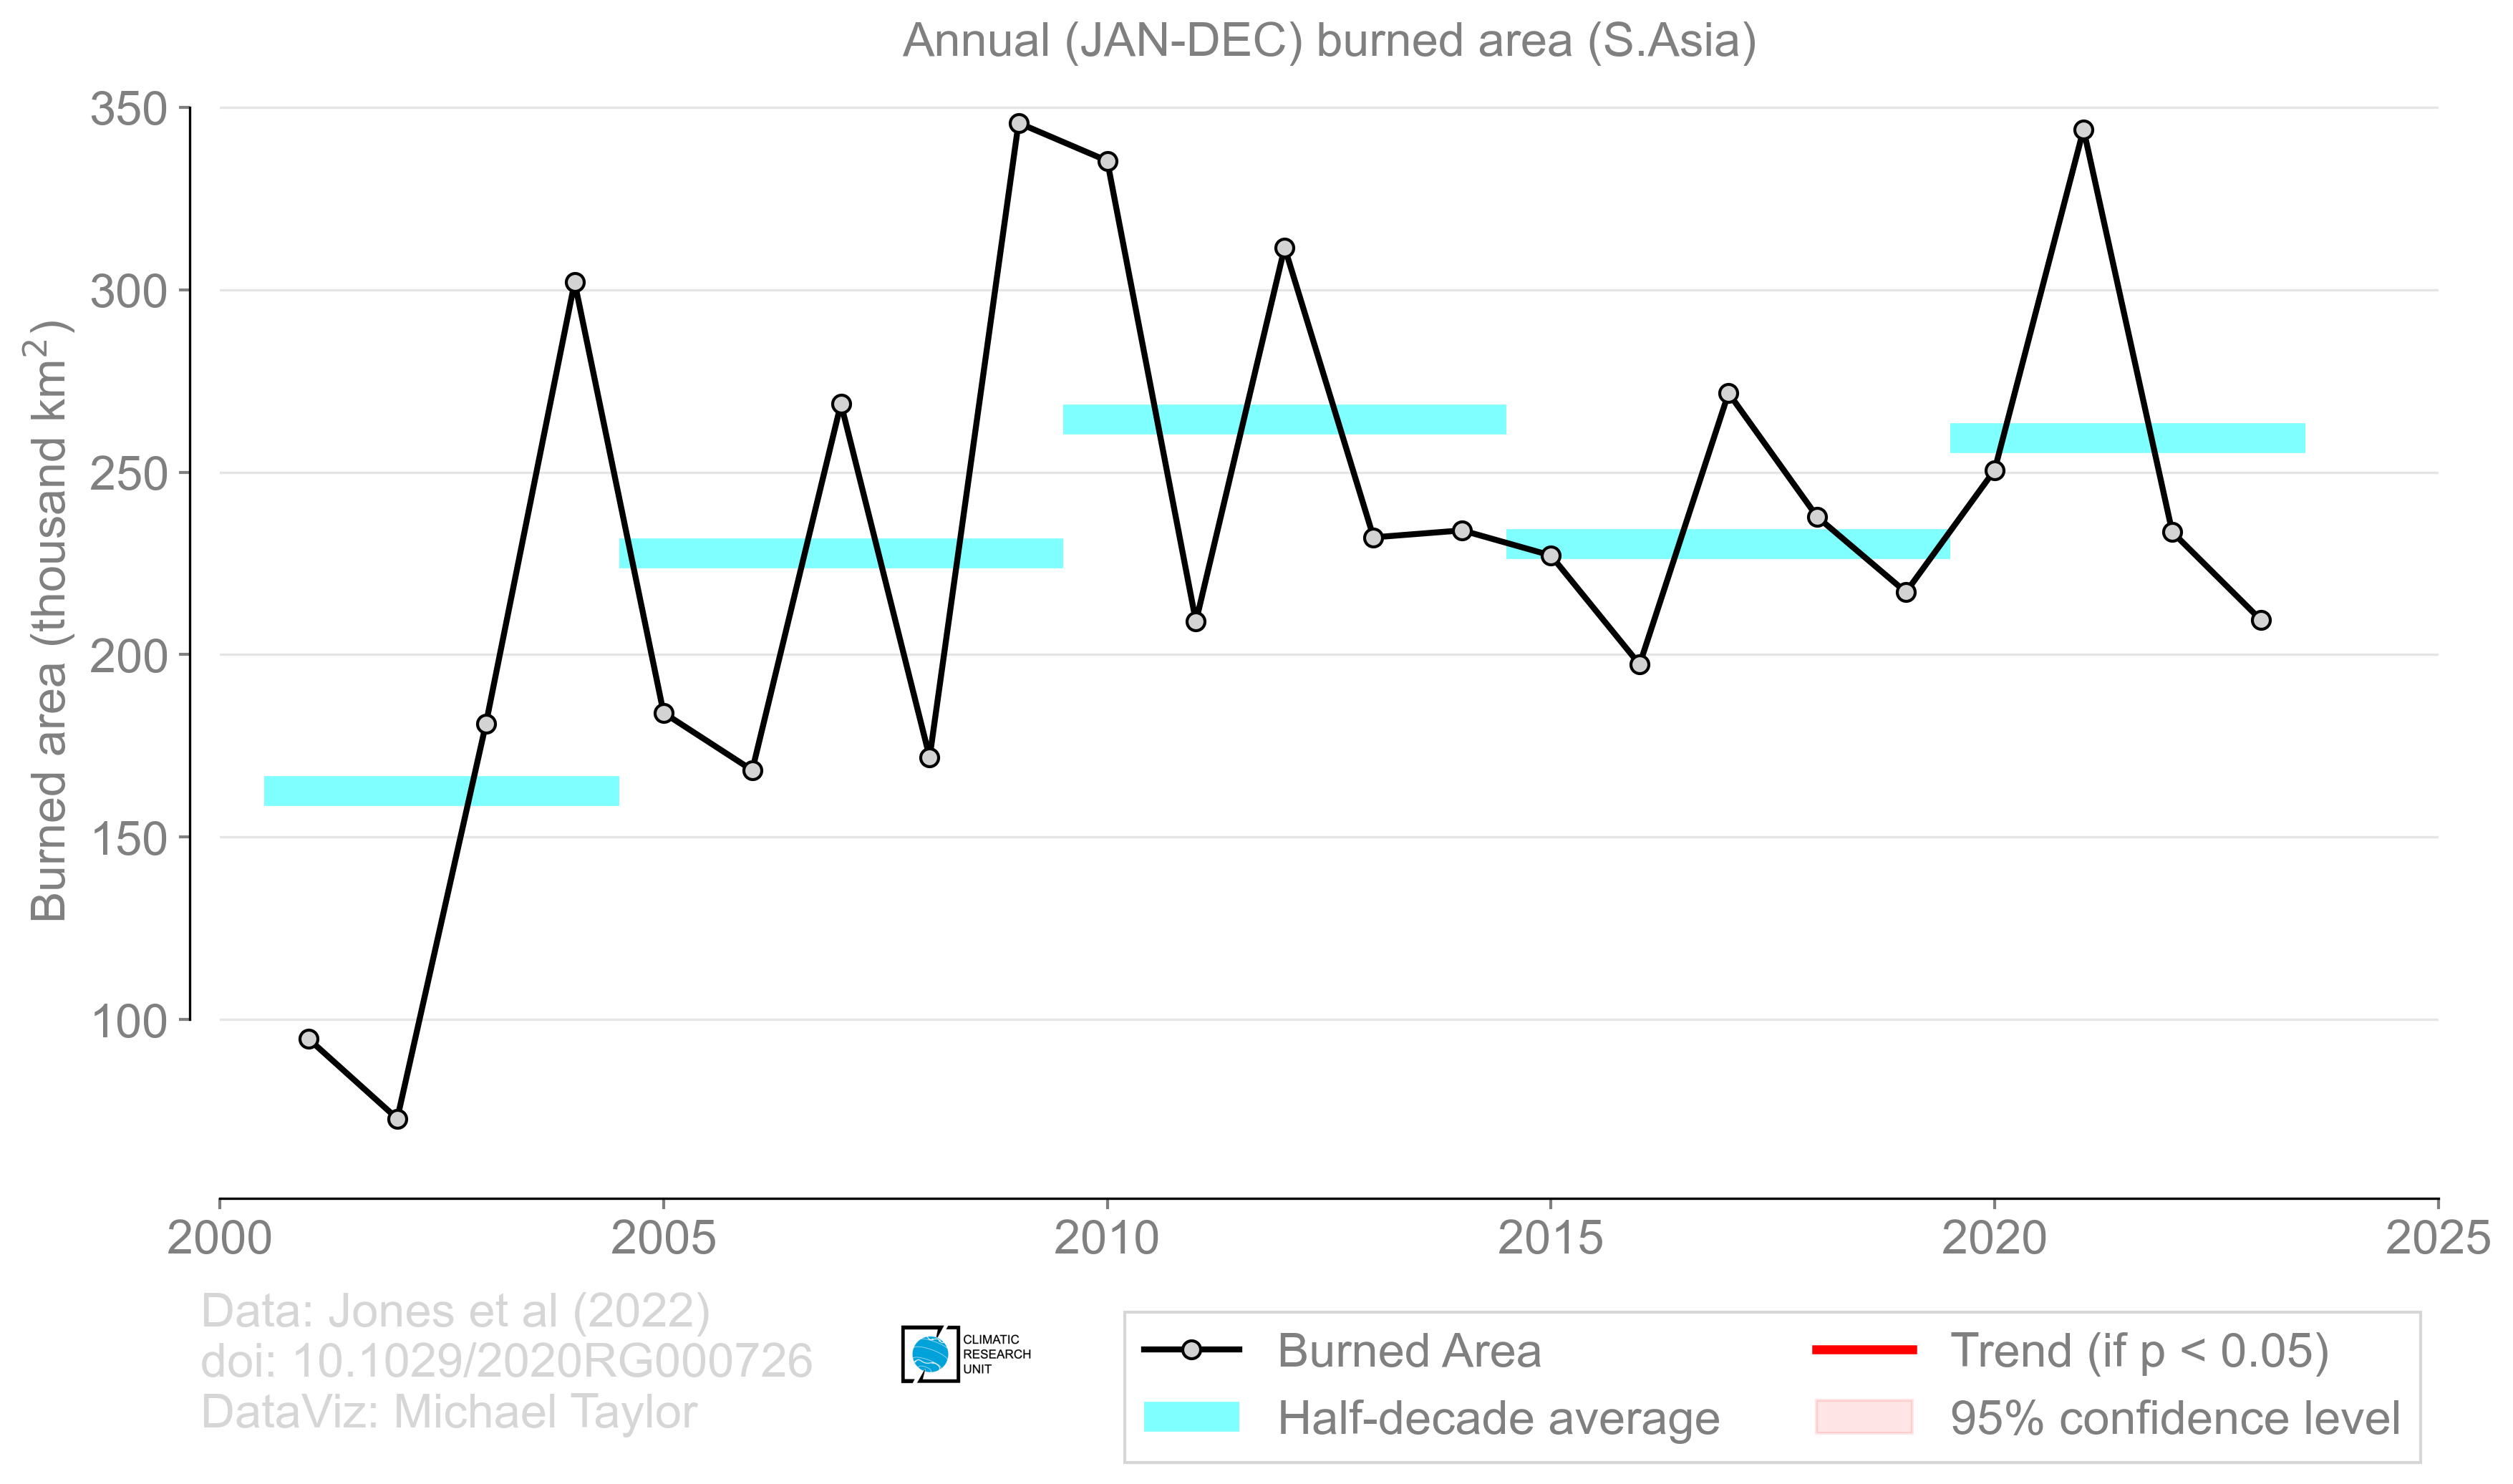 Annual (JAN-DEC) burned area (S.Asia)
Burned area (thousand km²)
350
300
250
200
150
100
2000
2005
2010
2015
2020
2025
Data: Jones et al (2022)
doi: 10.1029/2020RG000726
DataViz: Michael Taylor
CLIMATIC
RESEARCH
UNIT
Burned Area
Half-decade average
Trend (if p < 0.05)
95% confidence level